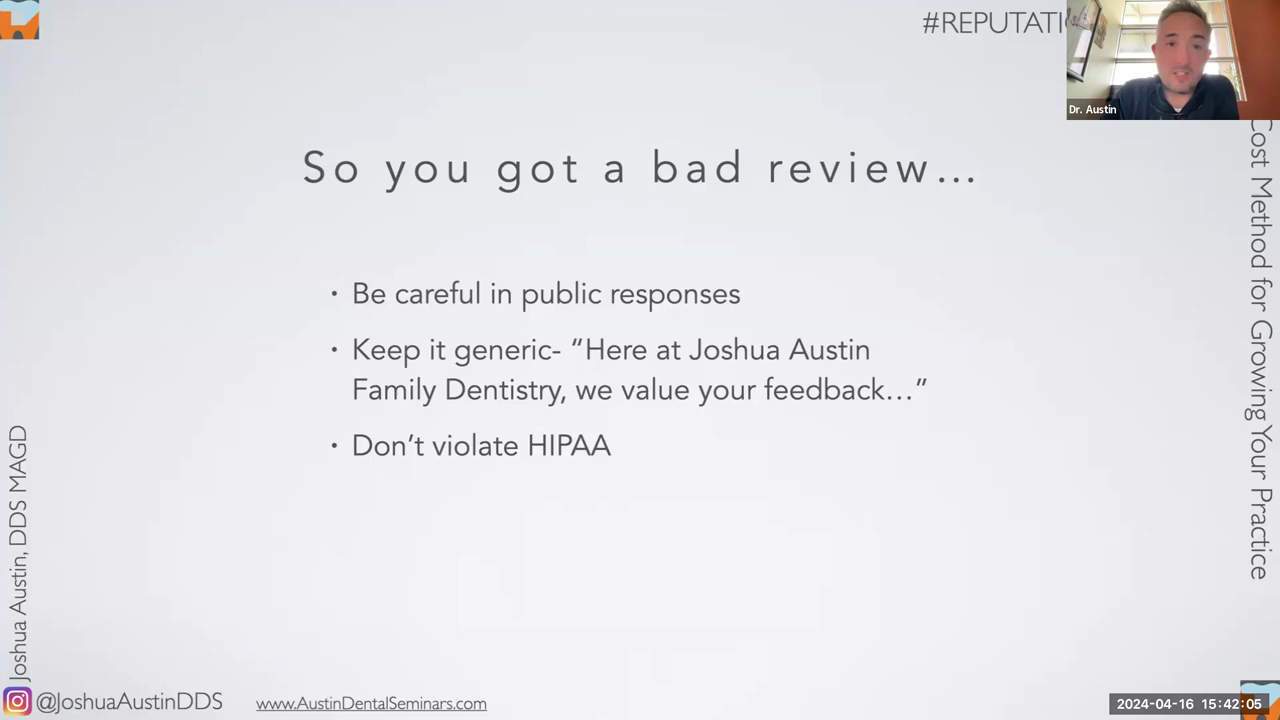 #REPUTATI
Dr. Austin
So you got a bad review...
• Be careful in public responses
• Keep it generic- “Here at Joshua Austin
Family Dentistry, we value your feedback...”
• Don’t violate HIPAA
Cost Method for Growing Your Practice
Joshua Austin, DDS MAGD
@JoshuaAustinDDS
www.AustinDentalSeminars.com
2024-04-16 15:42:05